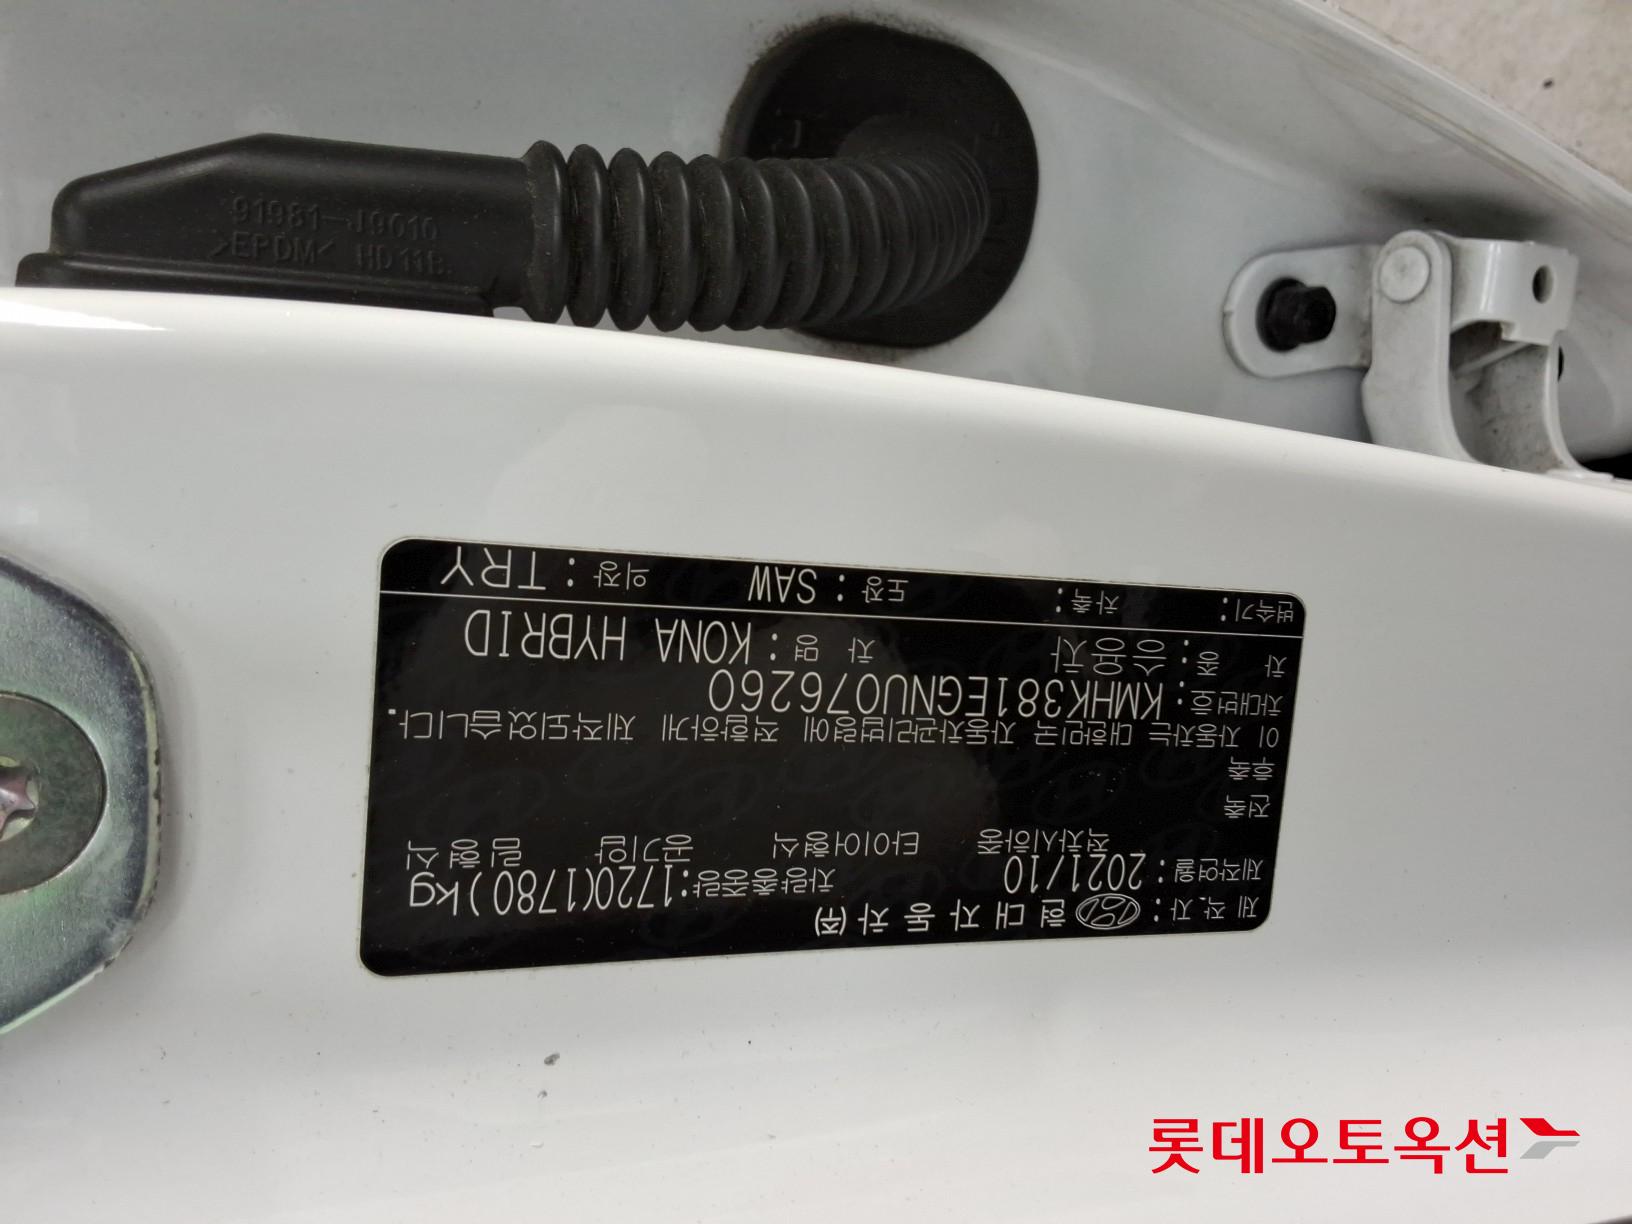 91981-J9010
>EPDM< HD11B.
제 작 자 : 현 대 자 동 차 (주)
제작연월 : 2021/10 차량총중량:1720(1780)kg
적차시하중 타이어형식 공기압 림 형 식
전 축
후 축
이 자동차는 대한민국 자동차관리법령에 적합하게 제작되었습니다.
차대번호 : KMHK381EGNU076260
차 종 : 승용차 차 명 : KONA HYBRID
변속기 : 차축 : 도장 : SAW 의장 : TRY
롯데오토옥션